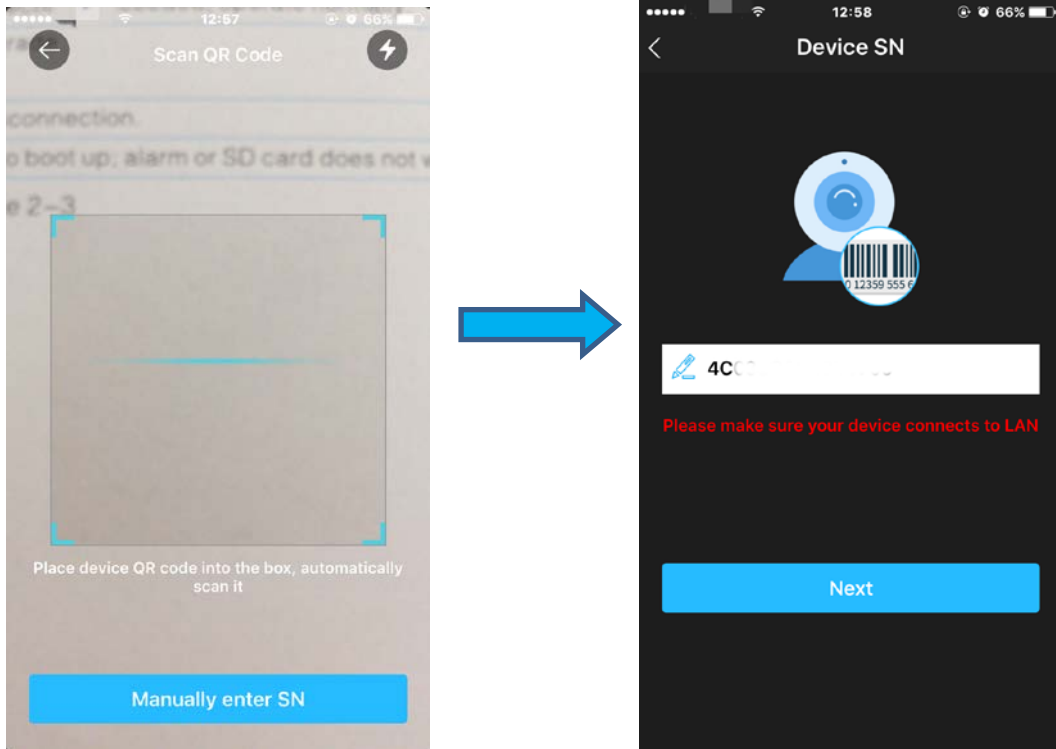 12:57
66%
Scan QR Code
connection.
o boot up; alarm or SD card does not
e 2-3
Place device QR code into the box, automatically
scan it
Manually enter SN
12:58
66%
Device SN
0 12359 555 6
4C
Please make sure your device connects to LAN
Next